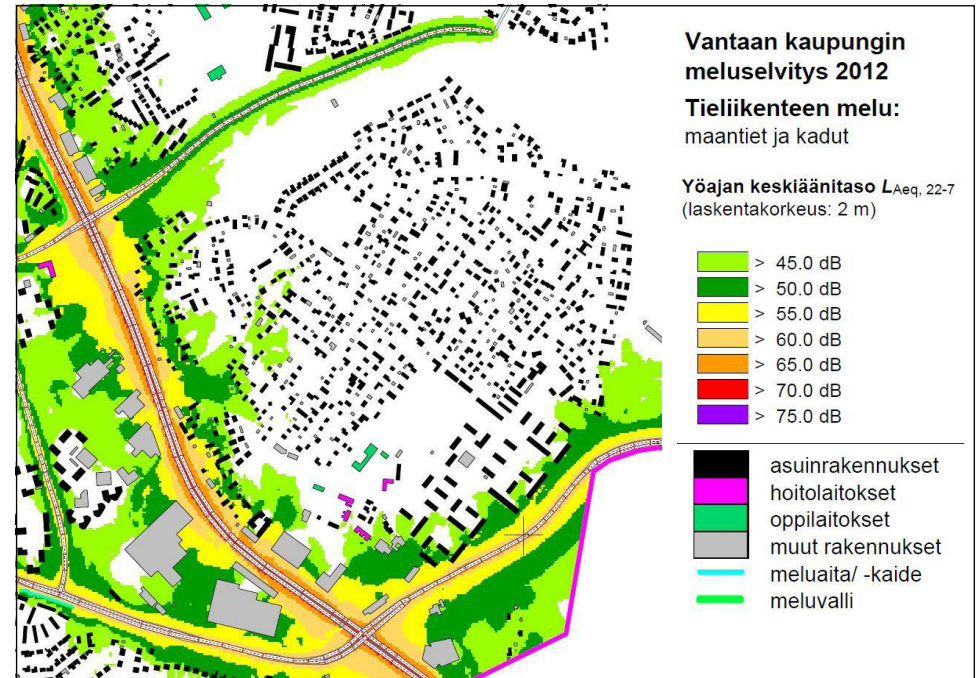 Vantaan kaupungin
meluselvitys 2012
Tieliikenteen melu:
maantiet ja kadut
Yöajan keskiäänitaso LAeq, 22-7
(laskentakorkeus: 2 m)
> 45.0 dB
> 50.0 dB
> 55.0 dB
> 60.0 dB
> 65.0 dB
> 70.0 dB
> 75.0 dB
asuinrakennukset
hoitolaitokset
oppilaitokset
muut rakennukset
meluaita/ -kaide
meluvalli